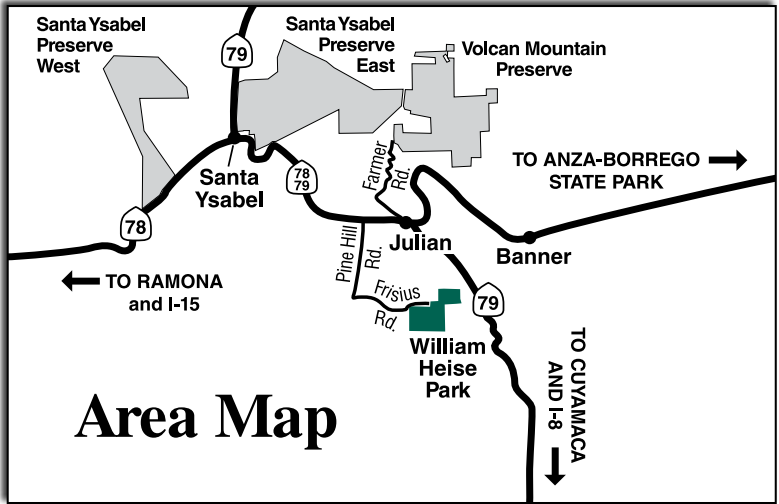 Santa Ysabel
Preserve
West
79
Santa Ysabel
Preserve
East
Volcan Mountain
Preserve
TO ANZA-BORREGO
STATE PARK
Farmer
Rd.
Santa
Ysabel
78
79
78
Julian
Banner
Pine Hill
Rd.
TO RAMONA
and I-15
Frisius
Rd.
79
William
Heise
Park
TO CUYAMACA
AND I-8
Area Map